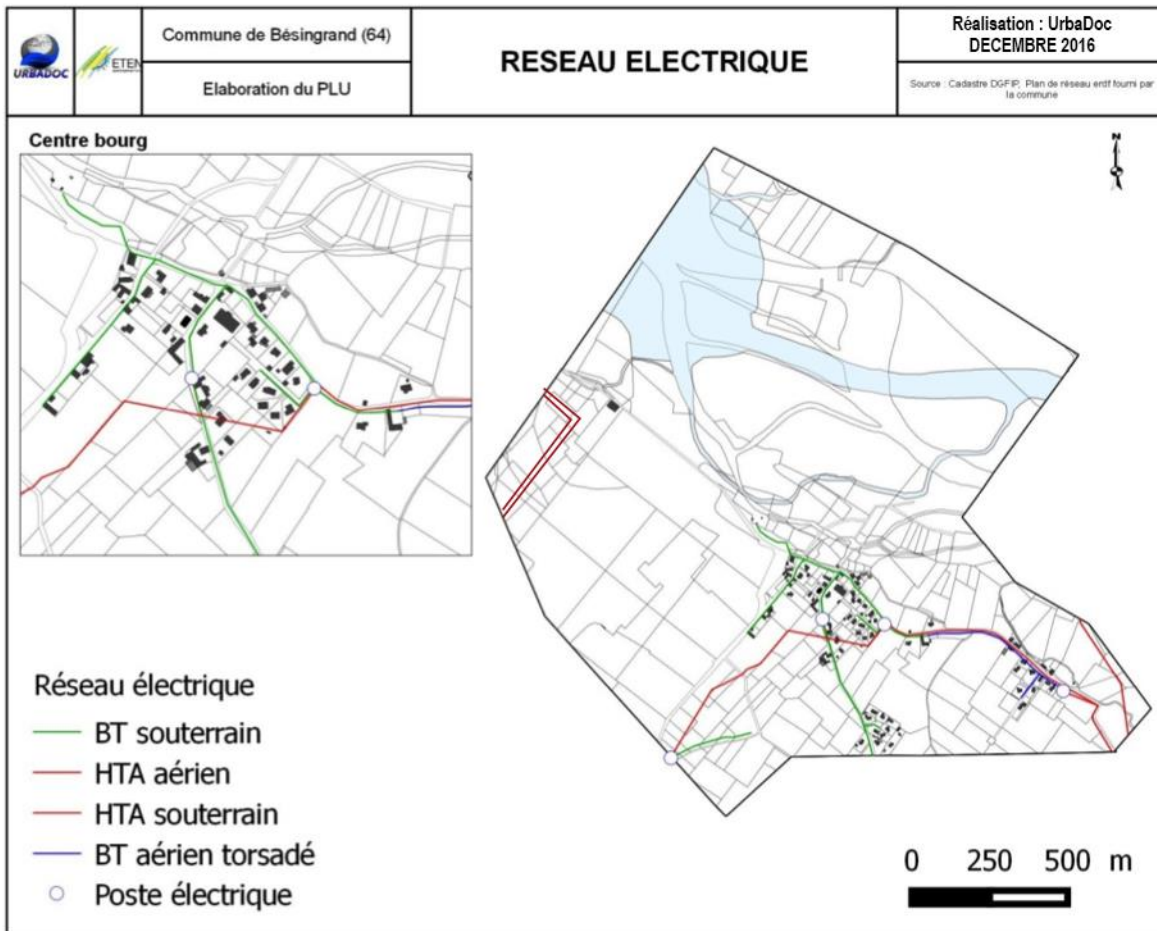 URBADOC
ETEN
Commune de Bésingrand (64)
Elaboration du PLU
RESEAU ELECTRIQUE
Réalisation : UrbaDoc
DECEMBRE 2016
Source : Cadastre DGFIP, Plan de réseau erdf fourni par
la commune
Centre bourg
N
Réseau électrique
BT souterrain
HTA aérien
HTA souterrain
BT aérien torsadé
Poste électrique
0 250 500 m